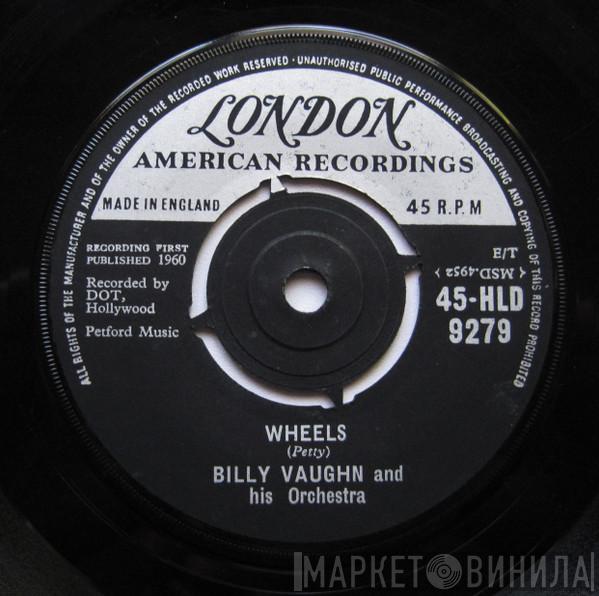 ALL RIGHTS OF THE MANUFACTURER AND OF THE OWNER OF THE RECORDED WORK RESERVED · UNAUTHORISED PUBLIC PERFORMANCE BROADCASTING AND COPYING OF THIS RECORD PROHIBITED
LONDON
AMERICAN RECORDINGS
MADE IN ENGLAND
45 R.P.M
RECORDING FIRST
PUBLISHED 1960
Recorded by
DOT,
Hollywood
Petford Music
E/T
(MSD-4952)
45-HLD
9279
WHEELS
(Petty)
BILLY VAUGHN and
his Orchestra
МАРКЕТ ВИНИЛА